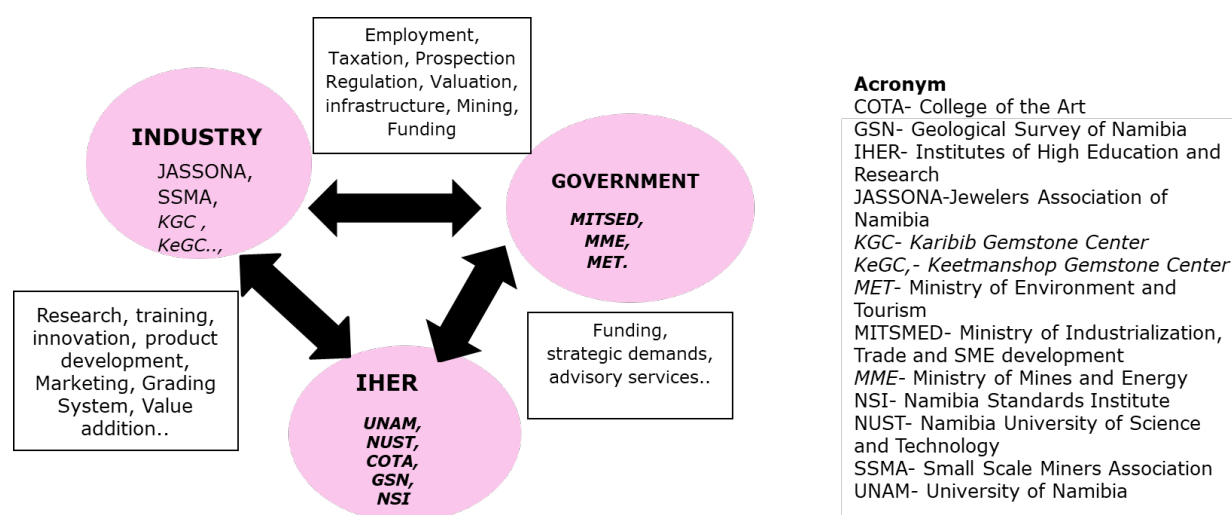 Employment,
Taxation, Prospection
Regulation, Valuation,
infrastructure, Mining,
Funding
INDUSTRY
JASSONA,
SSMA,
KGC ,
KeGC..,
GOVERNMENT
MITSED,
MME,
MET.
Research, training,
innovation, product
development,
Marketing, Grading
System, Value
addition..
Funding,
strategic demands,
advisory services..
IHER
UNAM,
NUST,
COTA,
GSN,
NSI
Acronym
COTA- College of the Art
GSN- Geological Survey of Namibia
IHER- Institutes of High Education and
Research
JASSONA-Jewelers Association of
Namibia
KGC- Karibib Gemstone Center
KeGC,- Keetmanshop Gemstone Center
MET- Ministry of Environment and
Tourism
MITSMED- Ministry of Industrialization,
Trade and SME development
MME- Ministry of Mines and Energy
NSI- Namibia Standards Institute
NUST- Namibia University of Science
and Technology
SSMA- Small Scale Miners Association
UNAM- University of Namibia